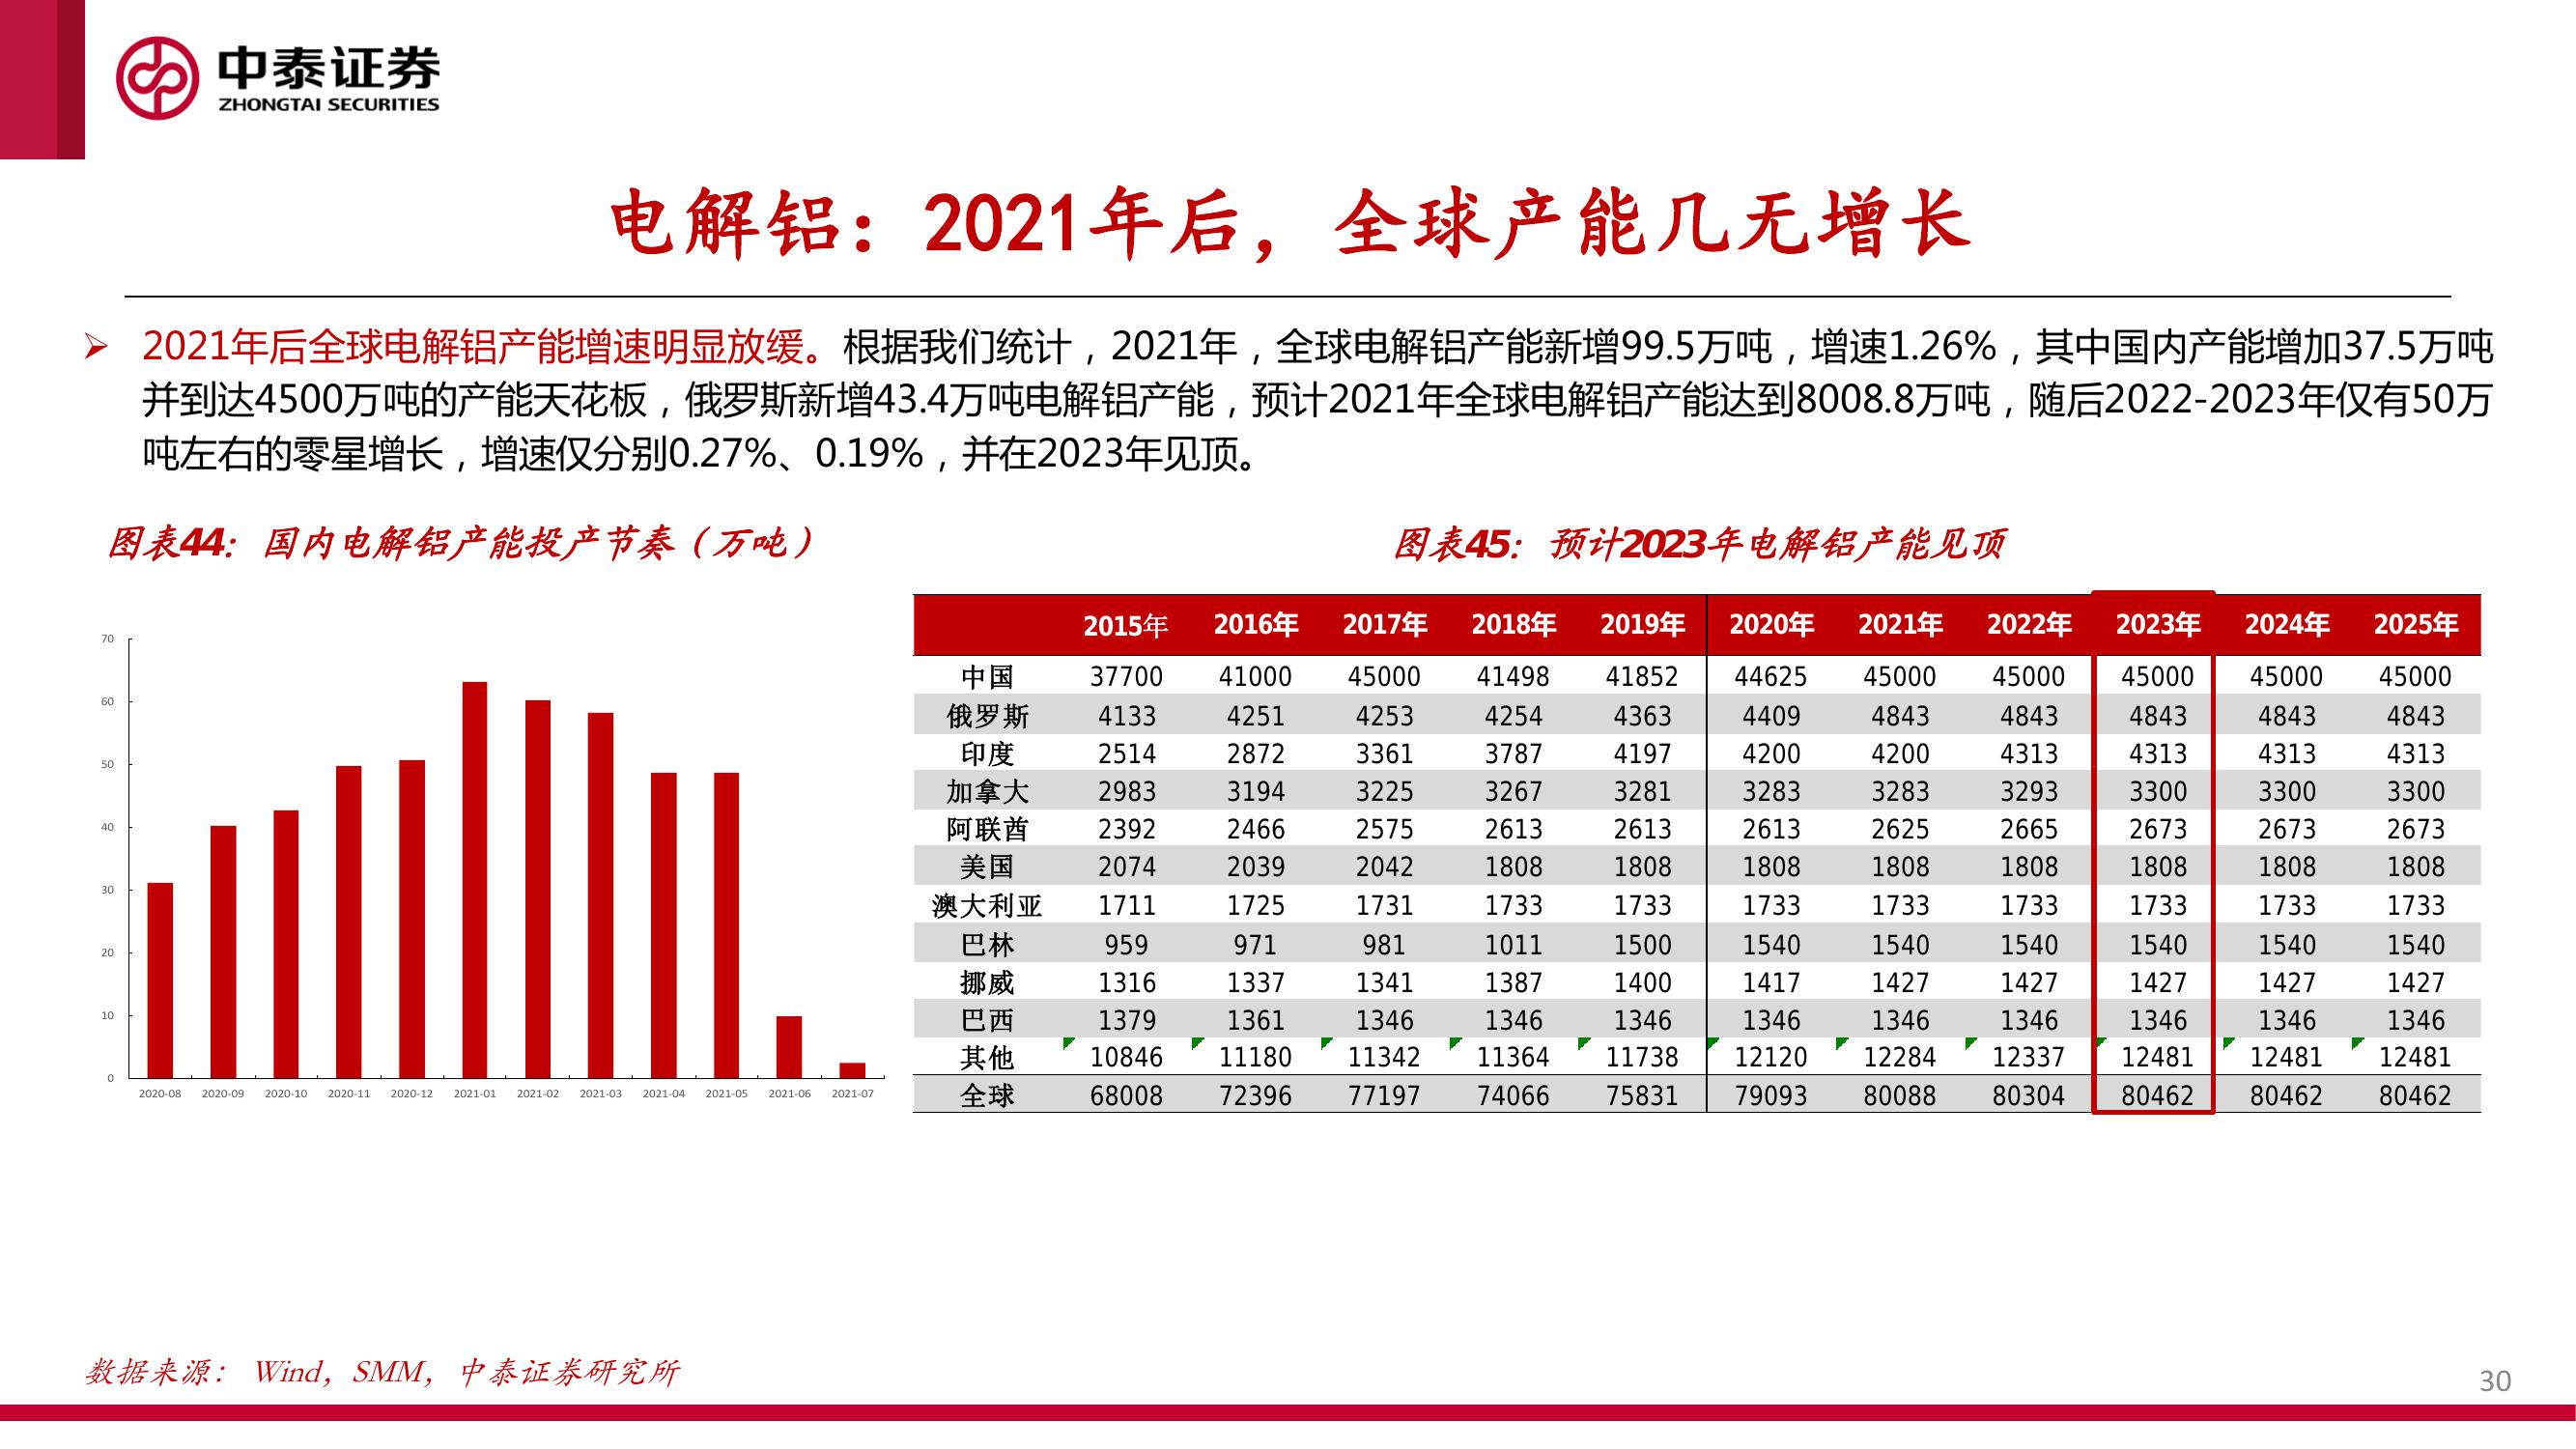 中泰证券
ZHONGTAI SECURITIES
电解铝：2021年后，全球产能几无增长
➢ 2021年后全球电解铝产能增速明显放缓。根据我们统计，2021年，全球电解铝产能新增99.5万吨，增速1.26%，其中国内产能增加37.5万吨
并到达4500万吨的产能天花板，俄罗斯新增43.4万吨电解铝产能，预计2021年全球电解铝产能达到8008.8万吨，随后2022-2023年仅有50万
吨左右的零星增长，增速仅分别0.27%、0.19%，并在2023年见顶。
图表44：国内电解铝产能投产节奏（万吨）
70
60
50
40
30
20
10
0
2020-08 2020-09 2020-10 2020-11 2020-12 2021-01 2021-02 2021-03 2021-04 2021-05 2021-06 2021-07
图表45：预计2023年电解铝产能见顶
2015年 2016年 2017年 2018年 2019年 2020年 2021年 2022年 2023年 2024年 2025年
中国 37700 41000 45000 41498 41852 44625 45000 45000 45000 45000 45000
俄罗斯 4133 4251 4253 4254 4363 4409 4843 4843 4843 4843 4843
印度 2514 2872 3361 3787 4197 4200 4200 4313 4313 4313 4313
加拿大 2983 3194 3225 3267 3281 3283 3283 3293 3300 3300 3300
阿联酋 2392 2466 2575 2613 2613 2613 2625 2665 2673 2673 2673
美国 2074 2039 2042 1808 1808 1808 1808 1808 1808 1808 1808
澳大利亚 1711 1725 1731 1733 1733 1733 1733 1733 1733 1733 1733
巴林 959 971 981 1011 1500 1540 1540 1540 1540 1540 1540
挪威 1316 1337 1341 1387 1400 1417 1427 1427 1427 1427 1427
巴西 1379 1361 1346 1346 1346 1346 1346 1346 1346 1346 1346
其他 10846 11180 11342 11364 11738 12120 12284 12337 12481 12481 12481
全球 68008 72396 77197 74066 75831 79093 80088 80304 80462 80462 80462
数据来源： Wind，SMM，中泰证券研究所
30